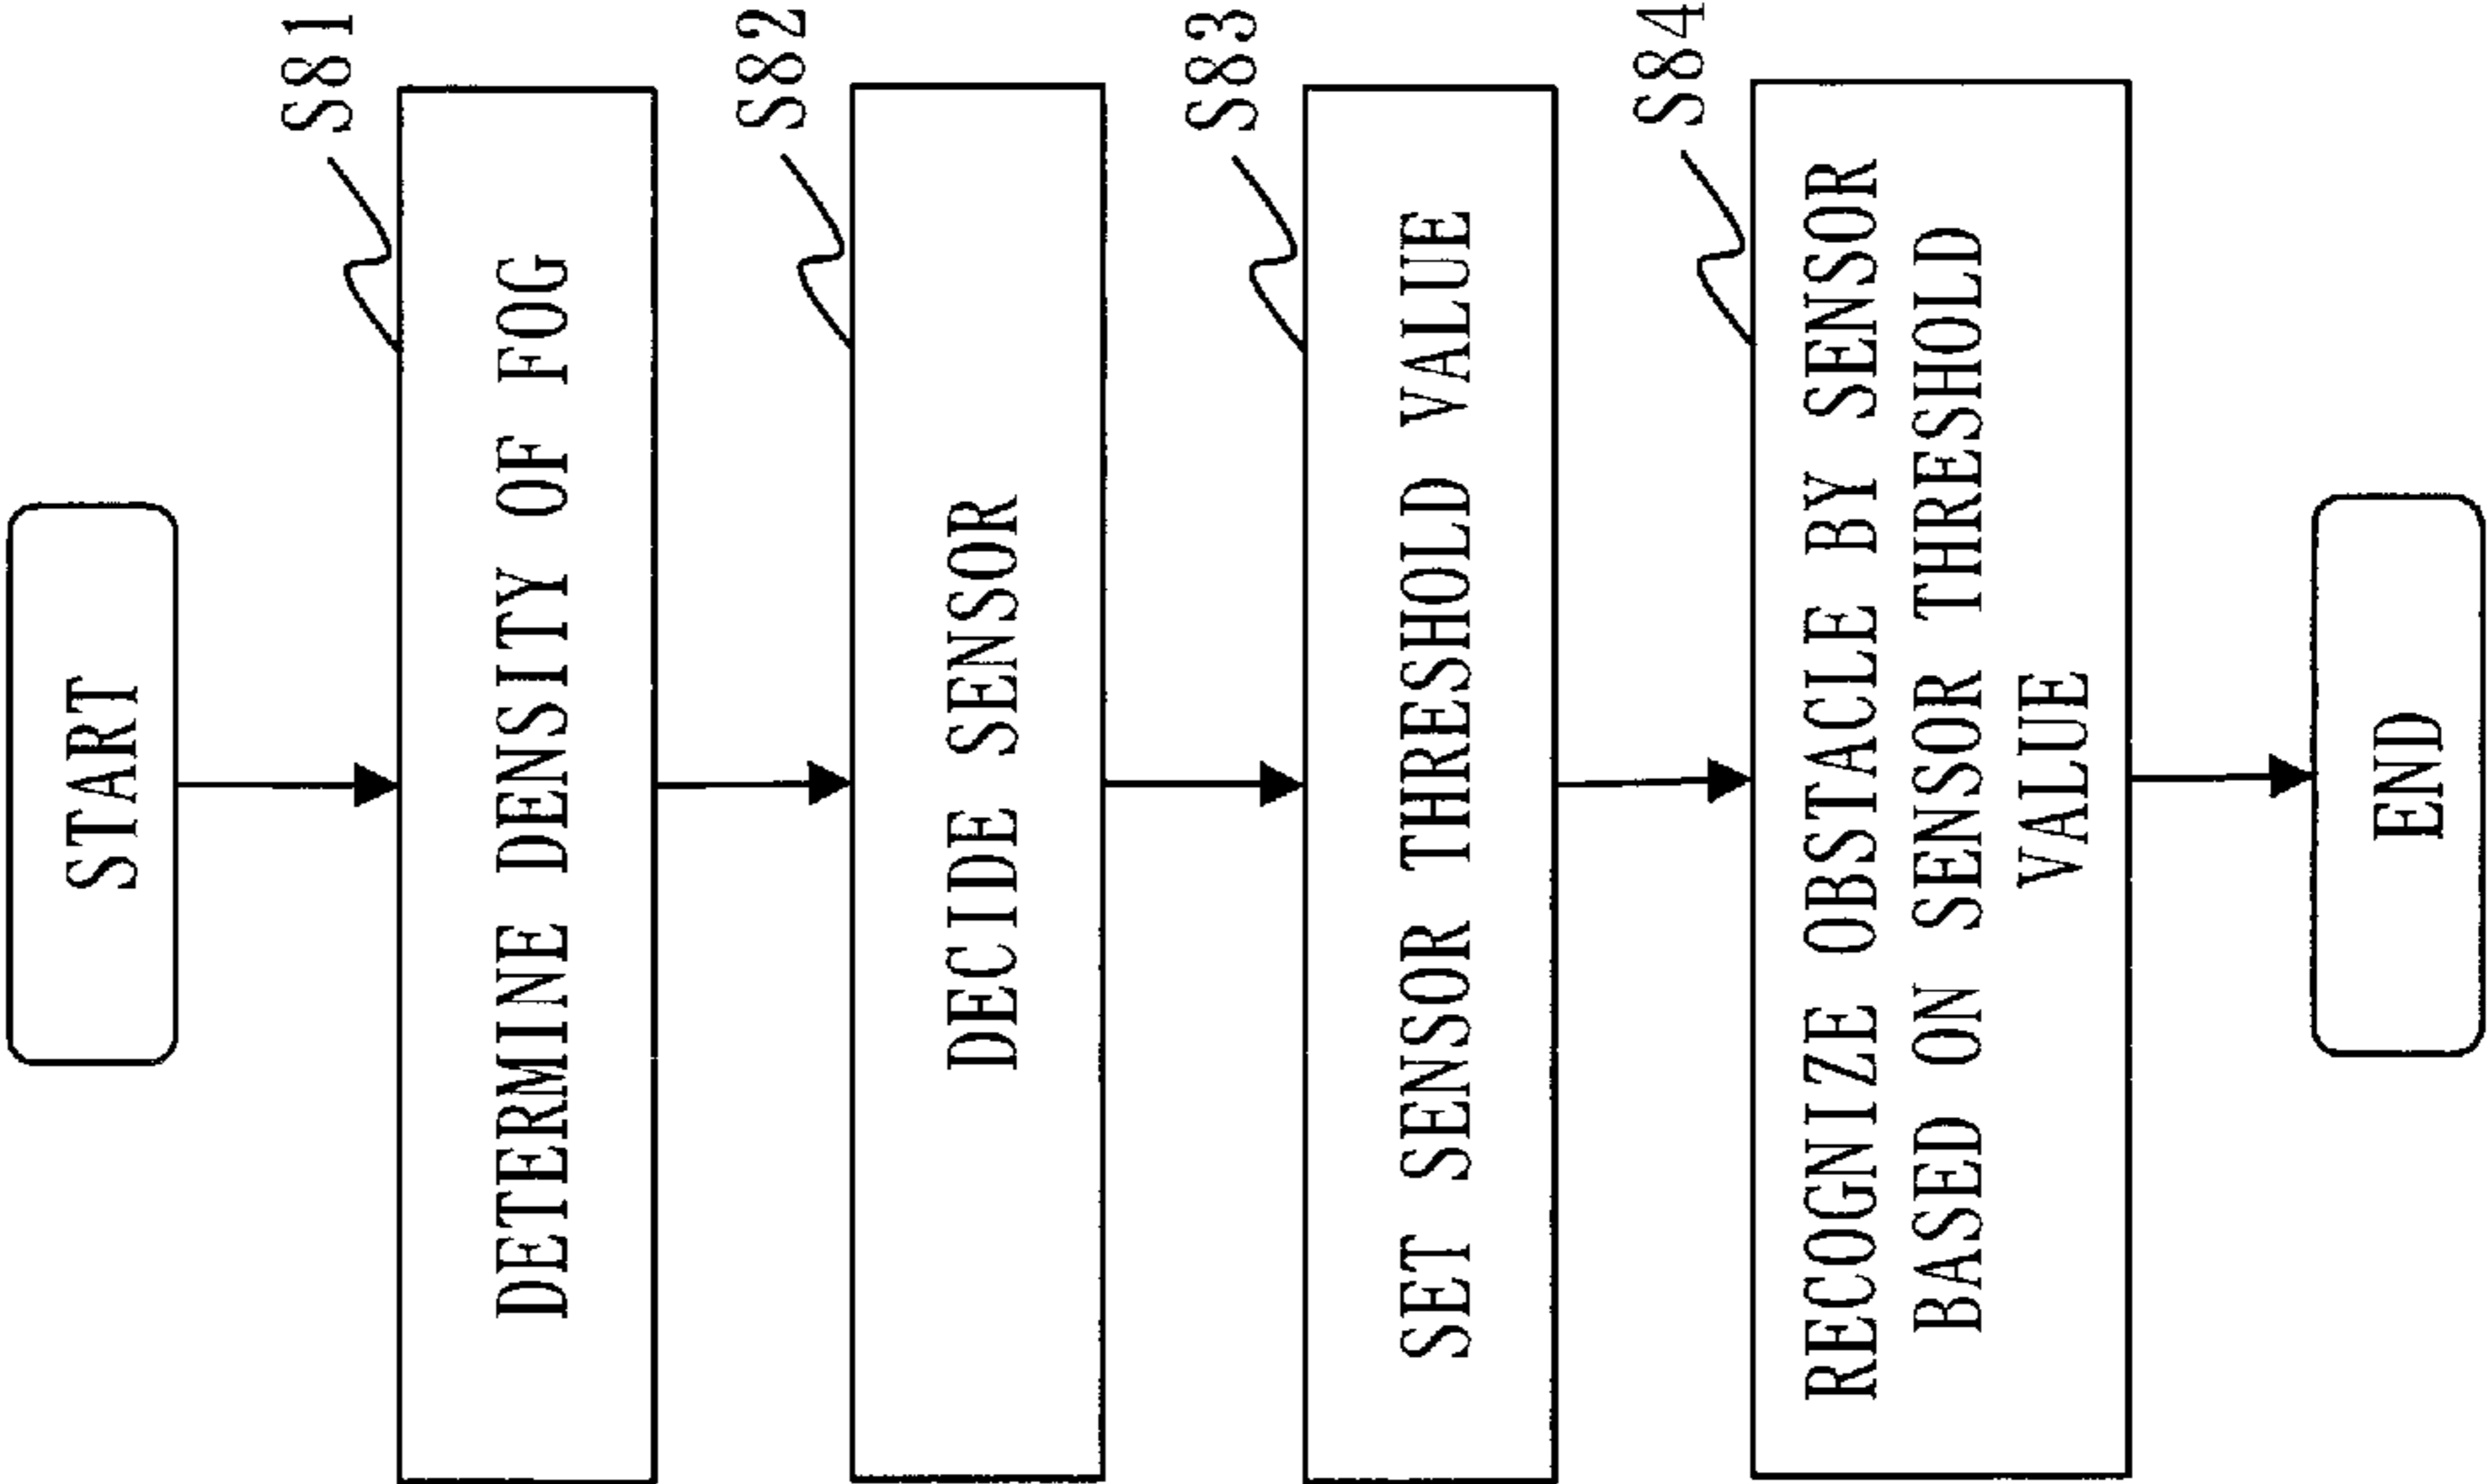 START
S81
DETERMINE DENSITY OF FOG
S82
DECIDE SENSOR
S83
SET SENSOR THRESHOLD VALUE
S84
RECOGNIZE OBSTACLE BY SENSOR
BASED ON SENSOR THRESHOLD
VALUE
END